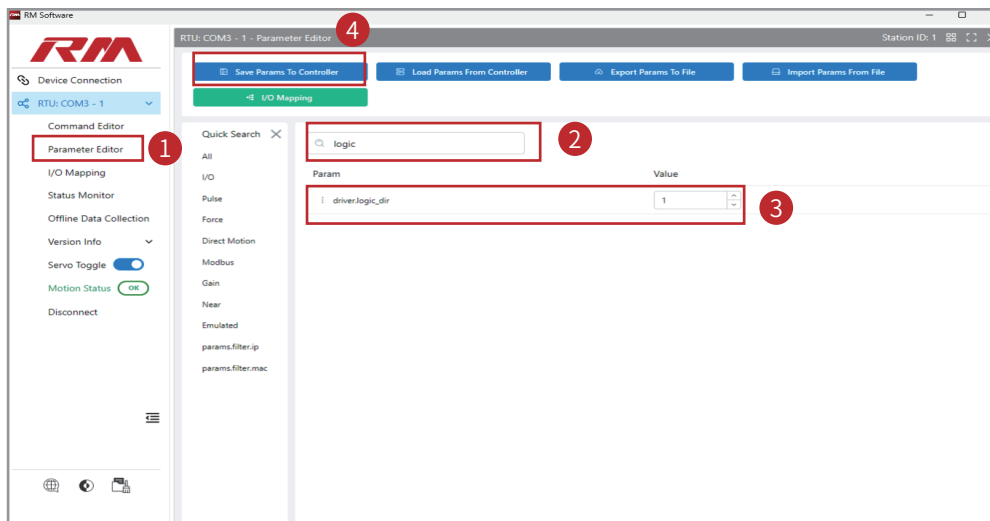 RM Software
RM
RTU: COM3 - 1 - Parameter Editor
Station ID: 1
4
Save Params To Controller
Load Params From Controller
Export Params To File
Import Params From File
I/O Mapping
Device Connection
RTU: COM3 - 1
Command Editor
Parameter Editor
1
I/O Mapping
Status Monitor
Offline Data Collection
Version Info
Servo Toggle
Motion Status OK
Disconnect
Quick Search
All
I/O
Pulse
Force
Direct Motion
Modbus
Gain
Near
Emulated
params.filter.ip
params.filter.mac
logic
2
Param Value
driver.logic_dir 1
3